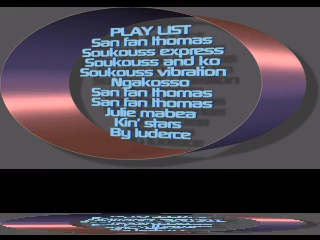 PLAY LIST
San fan thomas
Soukouss express
Soukouss and ko
Soukouss vibration
Ngakosso
San fan thomas
San fan thomas
Julie mabea
Kin' stars
By luderce